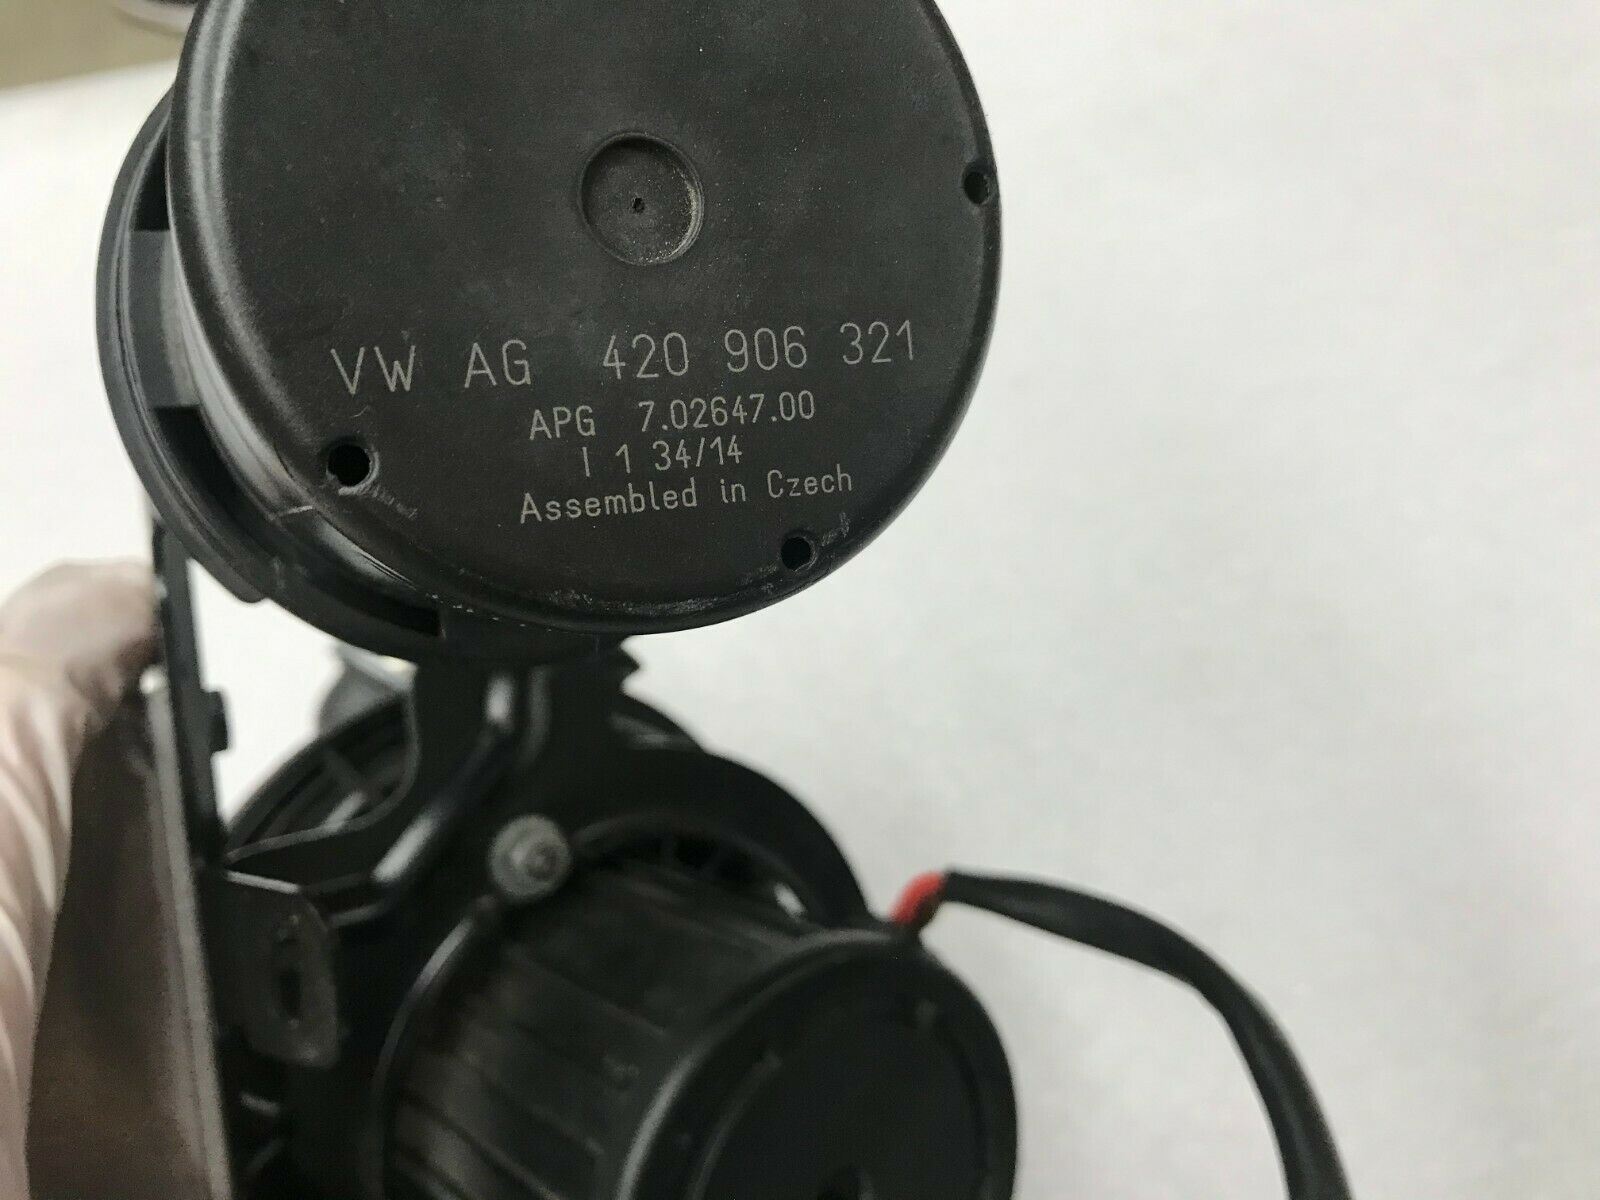 VW AG 420 906 321
APG 7.02647.00
I 1 34/14
Assembled in Czech